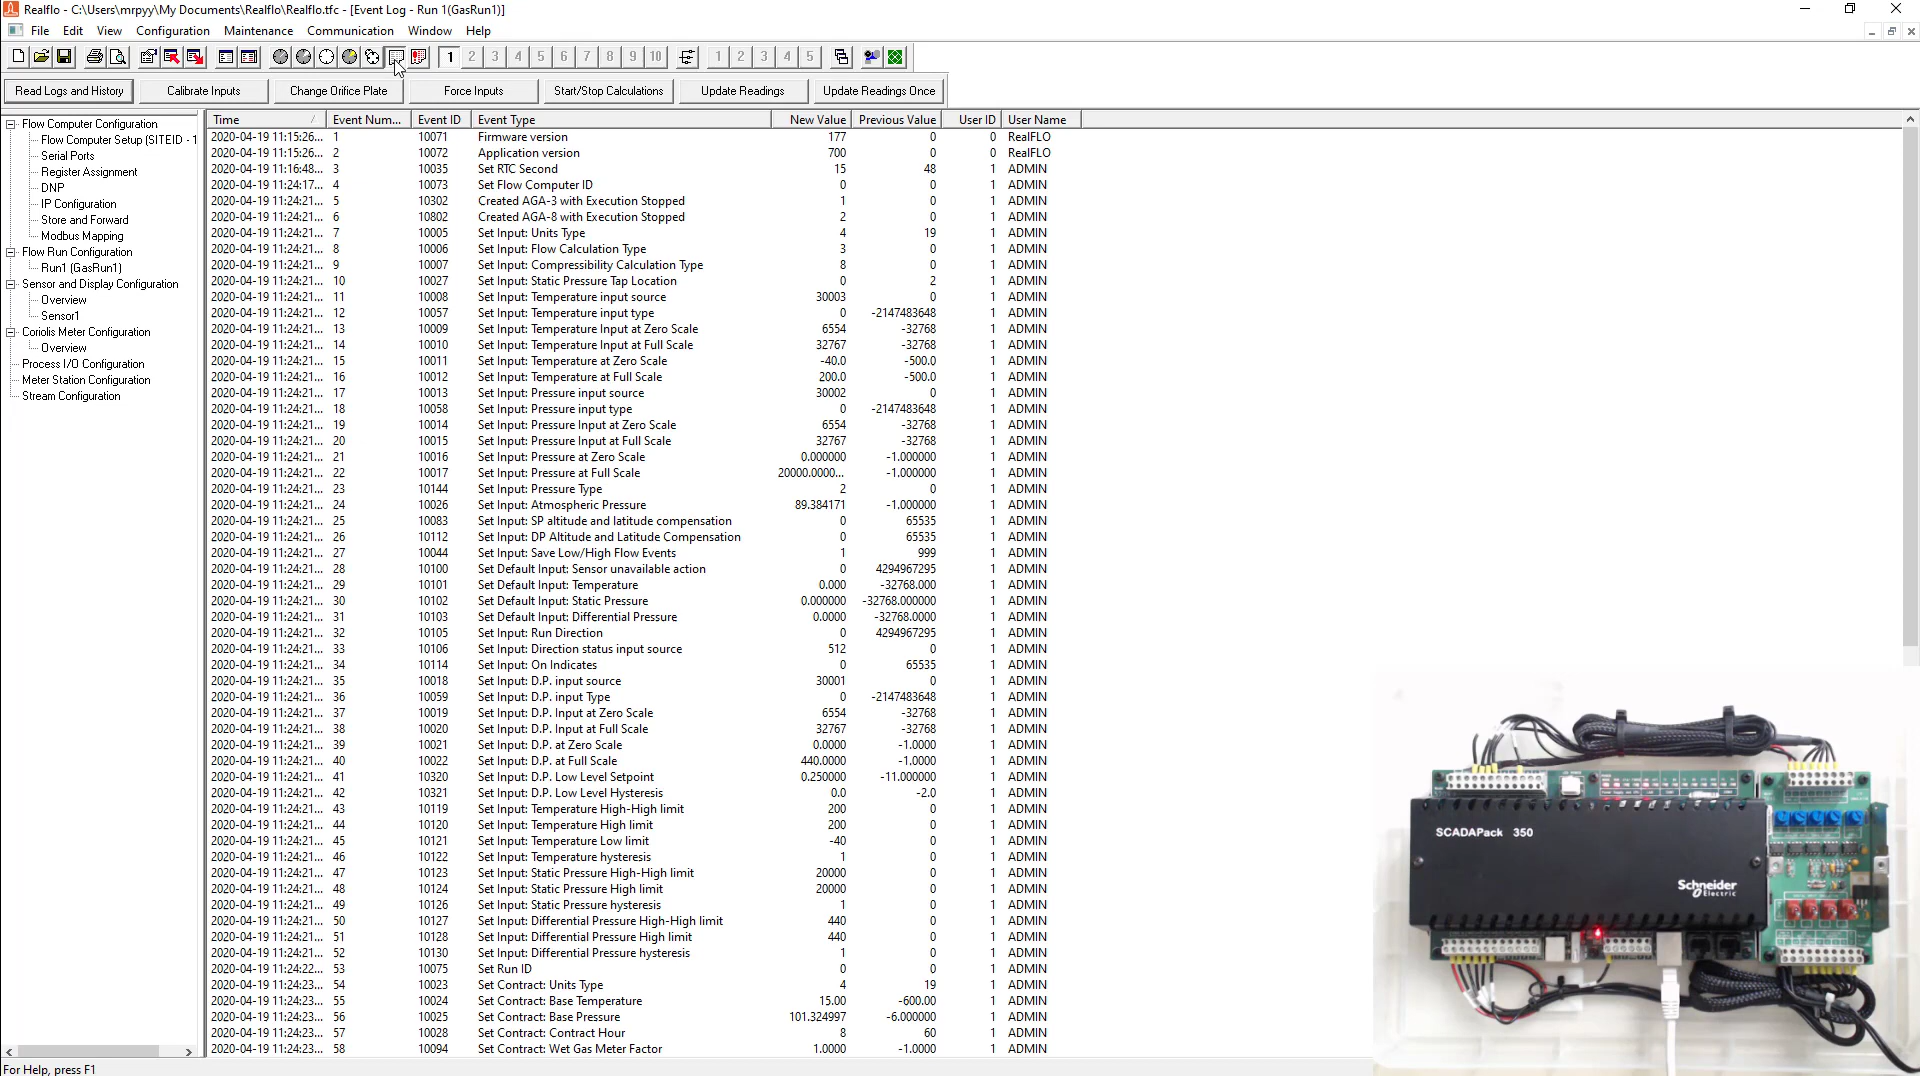 Realflo - C:\Users\mrpyy\My Documents\Realflo\Realflo.tfc - [Event Log - Run 1(GasRun1)]
File Edit View Configuration Maintenance Communication Window Help
1 2 3 4 5 6 7 8 9 10 1 2 3 4 5
Read Logs and History Calibrate Inputs Change Orifice Plate Force Inputs Start/Stop Calculations Update Readings Update Readings Once
Flow Computer Configuration
Flow Computer Setup (SITEID - 1
Serial Ports
Register Assignment
DNP
IP Configuration
Store and Forward
Modbus Mapping
Flow Run Configuration
Run1 (GasRun1)
Sensor and Display Configuration
Overview
Sensor1
Coriolis Meter Configuration
Overview
Process I/O Configuration
Meter Station Configuration
Stream Configuration
Time Event Num... Event ID Event Type New Value Previous Value User ID User Name
2020-04-19 11:15:26... 1 10071 Firmware version 177 0 0 RealFLO
2020-04-19 11:15:26... 2 10072 Application version 700 0 0 RealFLO
2020-04-19 11:16:48... 3 10035 Set RTC Second 15 48 1 ADMIN
2020-04-19 11:24:17... 4 10073 Set Flow Computer ID 0 0 1 ADMIN
2020-04-19 11:24:21... 5 10302 Created AGA-3 with Execution Stopped 1 0 1 ADMIN
2020-04-19 11:24:21... 6 10802 Created AGA-8 with Execution Stopped 2 0 1 ADMIN
2020-04-19 11:24:21... 7 10005 Set Input: Units Type 4 19 1 ADMIN
2020-04-19 11:24:21... 8 10006 Set Input: Flow Calculation Type 3 0 1 ADMIN
2020-04-19 11:24:21... 9 10007 Set Input: Compressibility Calculation Type 8 0 1 ADMIN
2020-04-19 11:24:21... 10 10027 Set Input: Static Pressure Tap Location 0 2 1 ADMIN
2020-04-19 11:24:21... 11 10008 Set Input: Temperature input source 30003 0 1 ADMIN
2020-04-19 11:24:21... 12 10057 Set Input: Temperature input type 0 -2147483648 1 ADMIN
2020-04-19 11:24:21... 13 10009 Set Input: Temperature Input at Zero Scale 6554 -32768 1 ADMIN
2020-04-19 11:24:21... 14 10010 Set Input: Temperature Input at Full Scale 32767 -32768 1 ADMIN
2020-04-19 11:24:21... 15 10011 Set Input: Temperature at Zero Scale -40.0 -500.0 1 ADMIN
2020-04-19 11:24:21... 16 10012 Set Input: Temperature at Full Scale 200.0 -500.0 1 ADMIN
2020-04-19 11:24:21... 17 10013 Set Input: Pressure input source 30002 0 1 ADMIN
2020-04-19 11:24:21... 18 10058 Set Input: Pressure input type 0 -2147483648 1 ADMIN
2020-04-19 11:24:21... 19 10014 Set Input: Pressure Input at Zero Scale 6554 -32768 1 ADMIN
2020-04-19 11:24:21... 20 10015 Set Input: Pressure Input at Full Scale 32767 -32768 1 ADMIN
2020-04-19 11:24:21... 21 10016 Set Input: Pressure at Zero Scale 0.000000 -1.000000 1 ADMIN
2020-04-19 11:24:21... 22 10017 Set Input: Pressure at Full Scale 20000.0000... -1.000000 1 ADMIN
2020-04-19 11:24:21... 23 10144 Set Input: Pressure Type 2 0 1 ADMIN
2020-04-19 11:24:21... 24 10026 Set Input: Atmospheric Pressure 89.384171 -1.000000 1 ADMIN
2020-04-19 11:24:21... 25 10083 Set Input: SP altitude and latitude compensation 0 65535 1 ADMIN
2020-04-19 11:24:21... 26 10112 Set Input: DP Altitude and Latitude Compensation 0 65535 1 ADMIN
2020-04-19 11:24:21... 27 10044 Set Input: Save Low/High Flow Events 1 999 1 ADMIN
2020-04-19 11:24:21... 28 10100 Set Default Input: Sensor unavailable action 0 4294967295 1 ADMIN
2020-04-19 11:24:21... 29 10101 Set Default Input: Temperature 0.000 -32768.000 1 ADMIN
2020-04-19 11:24:21... 30 10102 Set Default Input: Static Pressure 0.000000 -32768.000000 1 ADMIN
2020-04-19 11:24:21... 31 10103 Set Default Input: Differential Pressure 0.0000 -32768.0000 1 ADMIN
2020-04-19 11:24:21... 32 10105 Set Input: Run Direction 0 4294967295 1 ADMIN
2020-04-19 11:24:21... 33 10106 Set Input: Direction status input source 512 0 1 ADMIN
2020-04-19 11:24:21... 34 10114 Set Input: On Indicates 0 65535 1 ADMIN
2020-04-19 11:24:21... 35 10018 Set Input: D.P. input source 30001 0 1 ADMIN
2020-04-19 11:24:21... 36 10059 Set Input: D.P. input Type 0 -2147483648 1 ADMIN
2020-04-19 11:24:21... 37 10019 Set Input: D.P. Input at Zero Scale 6554 -32768 1 ADMIN
2020-04-19 11:24:21... 38 10020 Set Input: D.P. Input at Full Scale 32767 -32768 1 ADMIN
2020-04-19 11:24:21... 39 10021 Set Input: D.P. at Zero Scale 0.0000 -1.0000 1 ADMIN
2020-04-19 11:24:21... 40 10022 Set Input: D.P. at Full Scale 440.0000 -1.0000 1 ADMIN
2020-04-19 11:24:21... 41 10320 Set Input: D.P. Low Level Setpoint 0.250000 -11.000000 1 ADMIN
2020-04-19 11:24:21... 42 10321 Set Input: D.P. Low Level Hysteresis 0.0 -2.0 1 ADMIN
2020-04-19 11:24:21... 43 10119 Set Input: Temperature High-High limit 200 0 1 ADMIN
2020-04-19 11:24:21... 44 10120 Set Input: Temperature High limit 200 0 1 ADMIN
2020-04-19 11:24:21... 45 10121 Set Input: Temperature Low limit -40 0 1 ADMIN
2020-04-19 11:24:21... 46 10122 Set Input: Temperature hysteresis 1 0 1 ADMIN
2020-04-19 11:24:21... 47 10123 Set Input: Static Pressure High-High limit 20000 0 1 ADMIN
2020-04-19 11:24:21... 48 10124 Set Input: Static Pressure High limit 20000 0 1 ADMIN
2020-04-19 11:24:21... 49 10126 Set Input: Static Pressure hysteresis 1 0 1 ADMIN
2020-04-19 11:24:21... 50 10127 Set Input: Differential Pressure High-High limit 440 0 1 ADMIN
2020-04-19 11:24:21... 51 10128 Set Input: Differential Pressure High limit 440 0 1 ADMIN
2020-04-19 11:24:21... 52 10130 Set Input: Differential Pressure hysteresis 1 0 1 ADMIN
2020-04-19 11:24:22... 53 10075 Set Run ID 0 0 1 ADMIN
2020-04-19 11:24:23... 54 10023 Set Contract: Units Type 4 19 1 ADMIN
2020-04-19 11:24:23... 55 10024 Set Contract: Base Temperature 15.00 -600.00 1 ADMIN
2020-04-19 11:24:23... 56 10025 Set Contract: Base Pressure 101.324997 -6.000000 1 ADMIN
2020-04-19 11:24:23... 57 10028 Set Contract: Contract Hour 8 60 1 ADMIN
2020-04-19 11:24:23... 58 10094 Set Contract: Wet Gas Meter Factor 1.0000 -1.0000 1 ADMIN
SCADAPack 350
Schneider
Electric
For Help, press F1